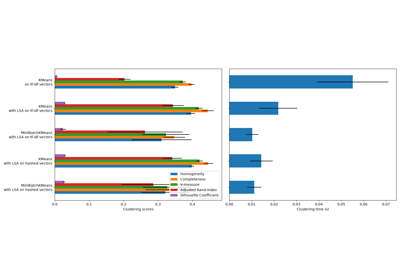 KMeans
on tf-idf vectors
KMeans
with LSA on tf-idf vectors
MiniBatchKMeans
with LSA on tf-idf vectors
KMeans
with LSA on hashed vectors
MiniBatchKMeans
with LSA on hashed vectors
Homogeneity
Completeness
V-measure
Adjusted Rand-Index
Silhouette Coefficient
0.0 0.1 0.2 0.3 0.4
Clustering scores
0.00 0.01 0.02 0.03 0.04 0.05 0.06 0.07
Clustering time (s)